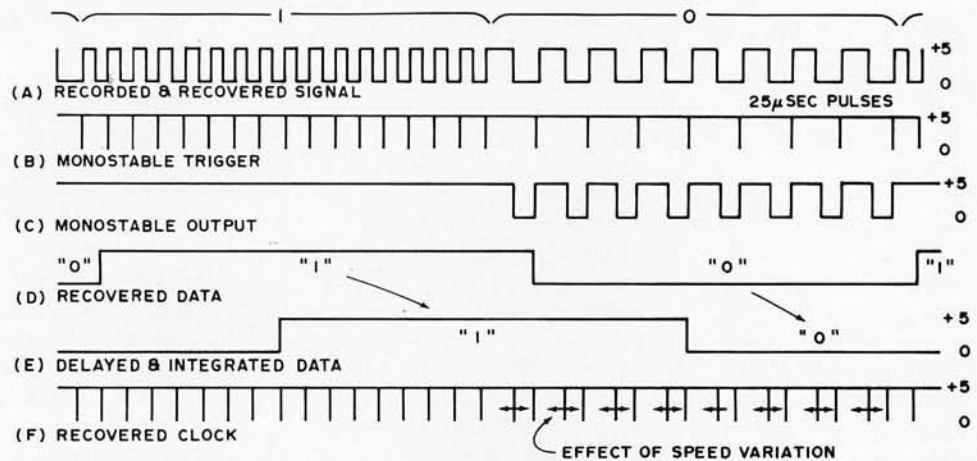 1 0
+5
0
(A) RECORDED & RECOVERED SIGNAL 25μSEC PULSES
+5
0
(B) MONOSTABLE TRIGGER
+5
0
(C) MONOSTABLE OUTPUT
"0" "1" "0" "1"
(D) RECOVERED DATA
+5
"1" "0" 0
(E) DELAYED & INTEGRATED DATA
+5
0
(F) RECOVERED CLOCK
EFFECT OF SPEED VARIATION